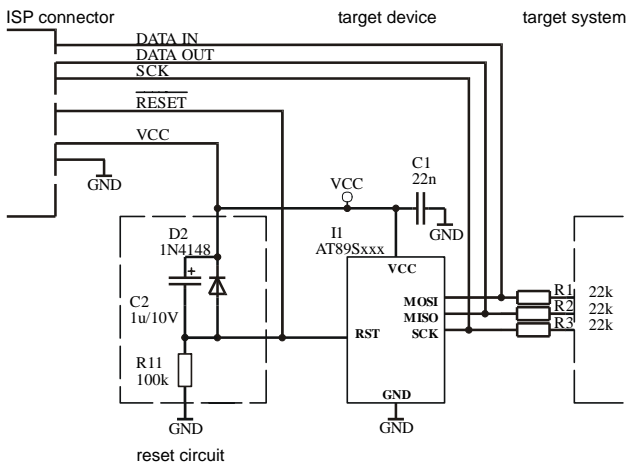 ISP connector target device target system
DATA IN
DATA OUT
SCK
RESET
VCC
GND
C1
22n
VCC
GND
D2
1N4148
I1
AT89Sxxx
VCC
+
C2
1u/10V
MOSI
MISO
SCK
RST
R1 22k
R2 22k
R3 22k
R11
100k
GND
GND
GND
reset circuit